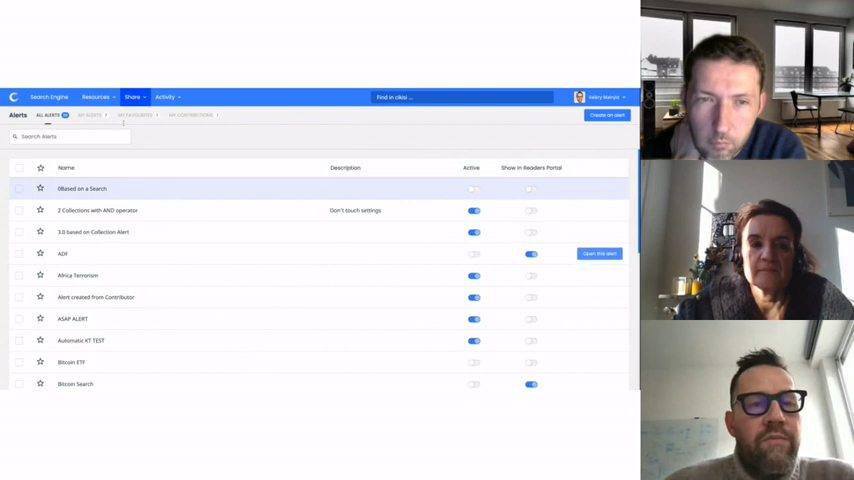 Search Engine Resources Share Activity Find in cikisi ... Valéry Mainjot
Alerts ALL ALERTS MY ALERTS MY FAVOURITES MY CONTRIBUTIONS Create an alert
Search Alerts
Name Description Active Show in Readers Portal
0Based on a Search
2 Collections with AND operator Don't touch settings
3.0 based on Collection Alert
ADF Open this alert
Africa Terrorism
Alert created from Contributor
ASAP ALERT
Automatic KT TEST
Bitcoin ETF
Bitcoin Search